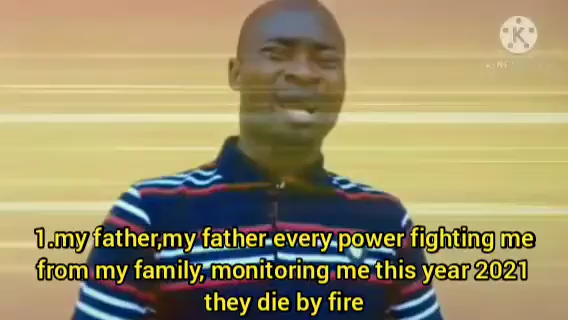 K
1.my father,my father every power fighting me
from my family, monitoring me this year 2021
they die by fire